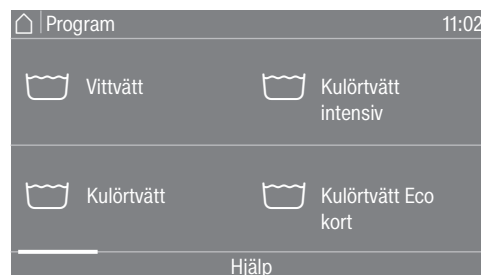 Program 11:02
Vittvätt
Kulörtvätt
intensiv
Kulörtvätt
Kulörtvätt Eco
kort
Hjälp